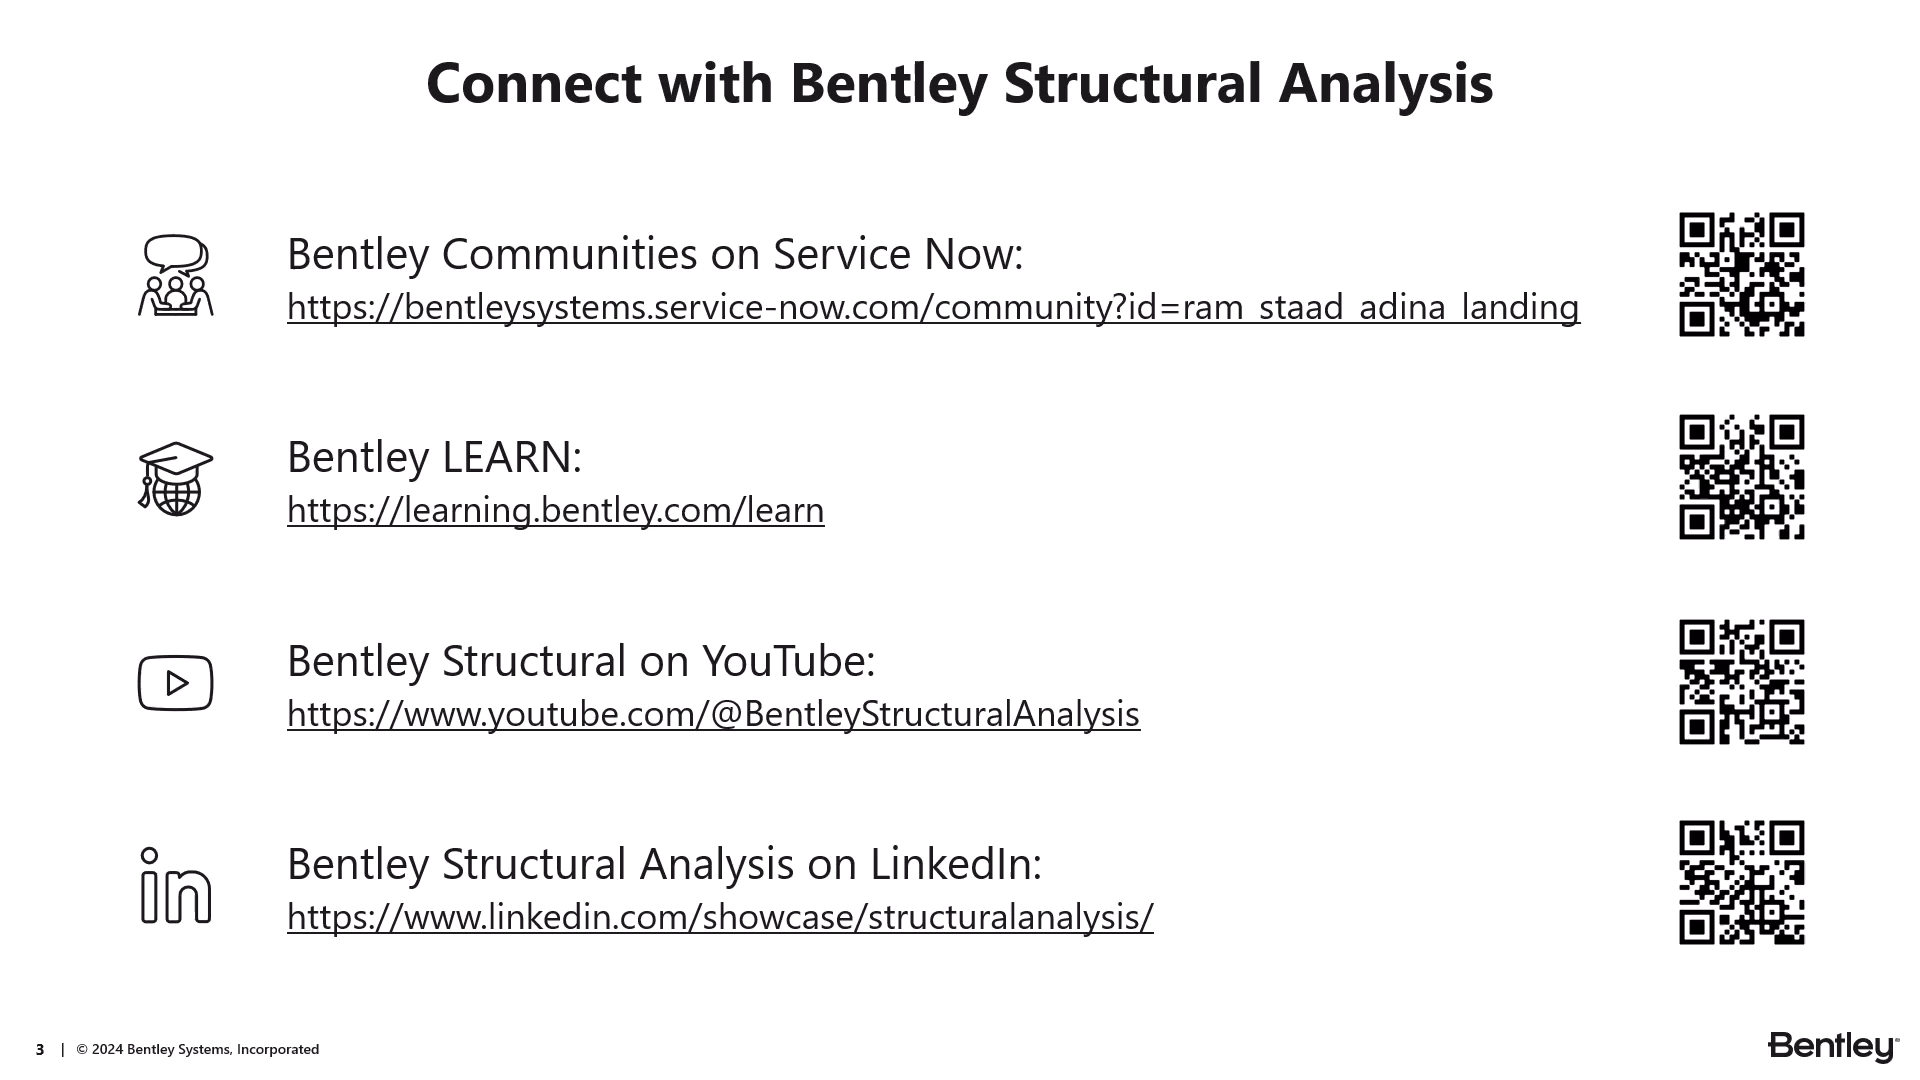 Connect with Bentley Structural Analysis
Bentley Communities on Service Now:
https://bentleysystems.service-now.com/community?id=ram_staad_adina_landing
Bentley LEARN:
https://learning.bentley.com/learn
Bentley Structural on YouTube:
https://www.youtube.com/@BentleyStructuralAnalysis
in
Bentley Structural Analysis on LinkedIn:
https://www.linkedin.com/showcase/structuralanalysis/
3 | © 2024 Bentley Systems, Incorporated
Bentley®